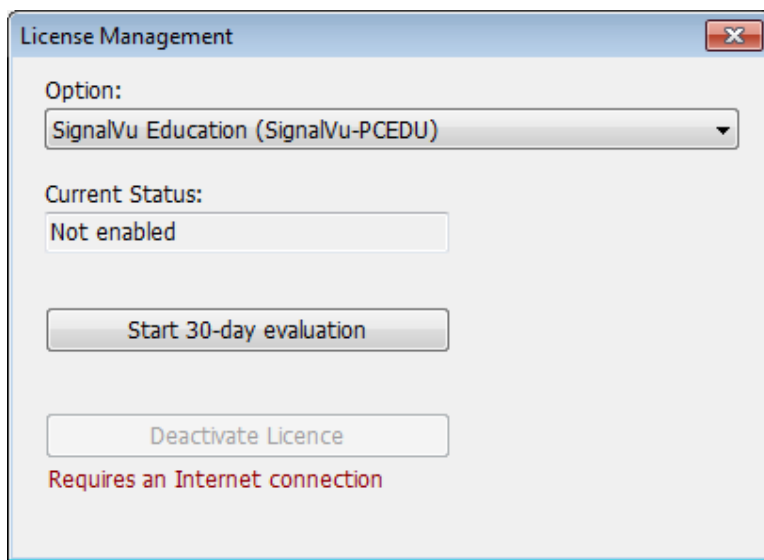 License Management
Option:
SignalVu Education (SignalVu-PCEDU)
Current Status:
Not enabled
Start 30-day evaluation
Deactivate Licence
Requires an Internet connection